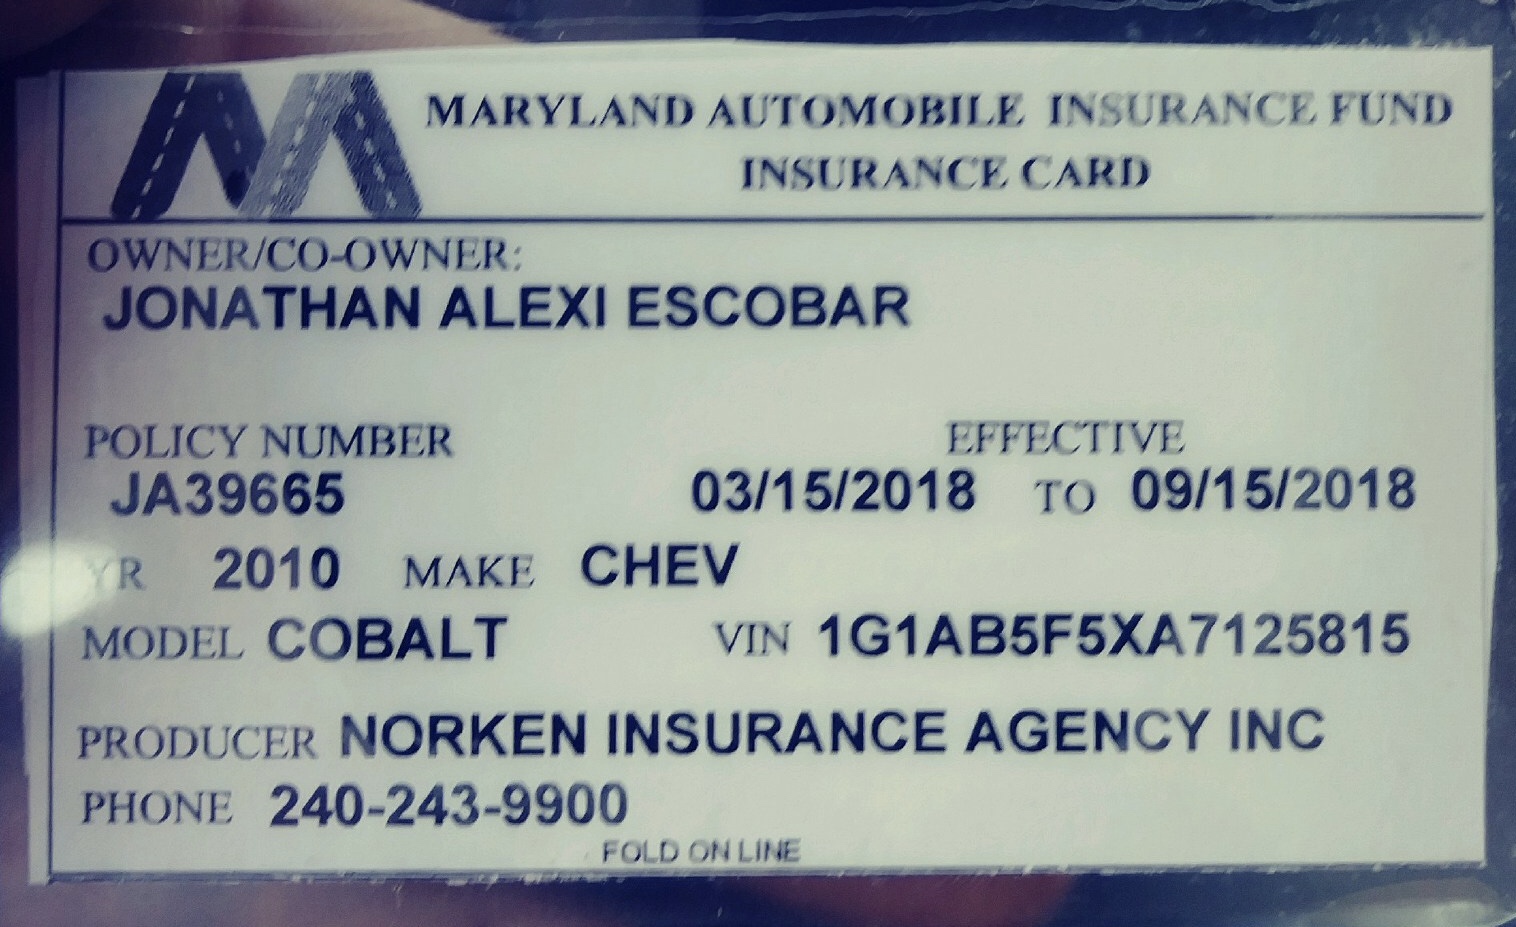 MARYLAND AUTOMOBILE INSURANCE FUND
INSURANCE CARD
OWNER/CO-OWNER:
JONATHAN ALEXI ESCOBAR
POLICY NUMBER EFFECTIVE
JA39665 03/15/2018 TO 09/15/2018
YR 2010 MAKE CHEV
MODEL COBALT VIN 1G1AB5F5XA7125815
PRODUCER NORKEN INSURANCE AGENCY INC
PHONE 240-243-9900
FOLD ON LINE